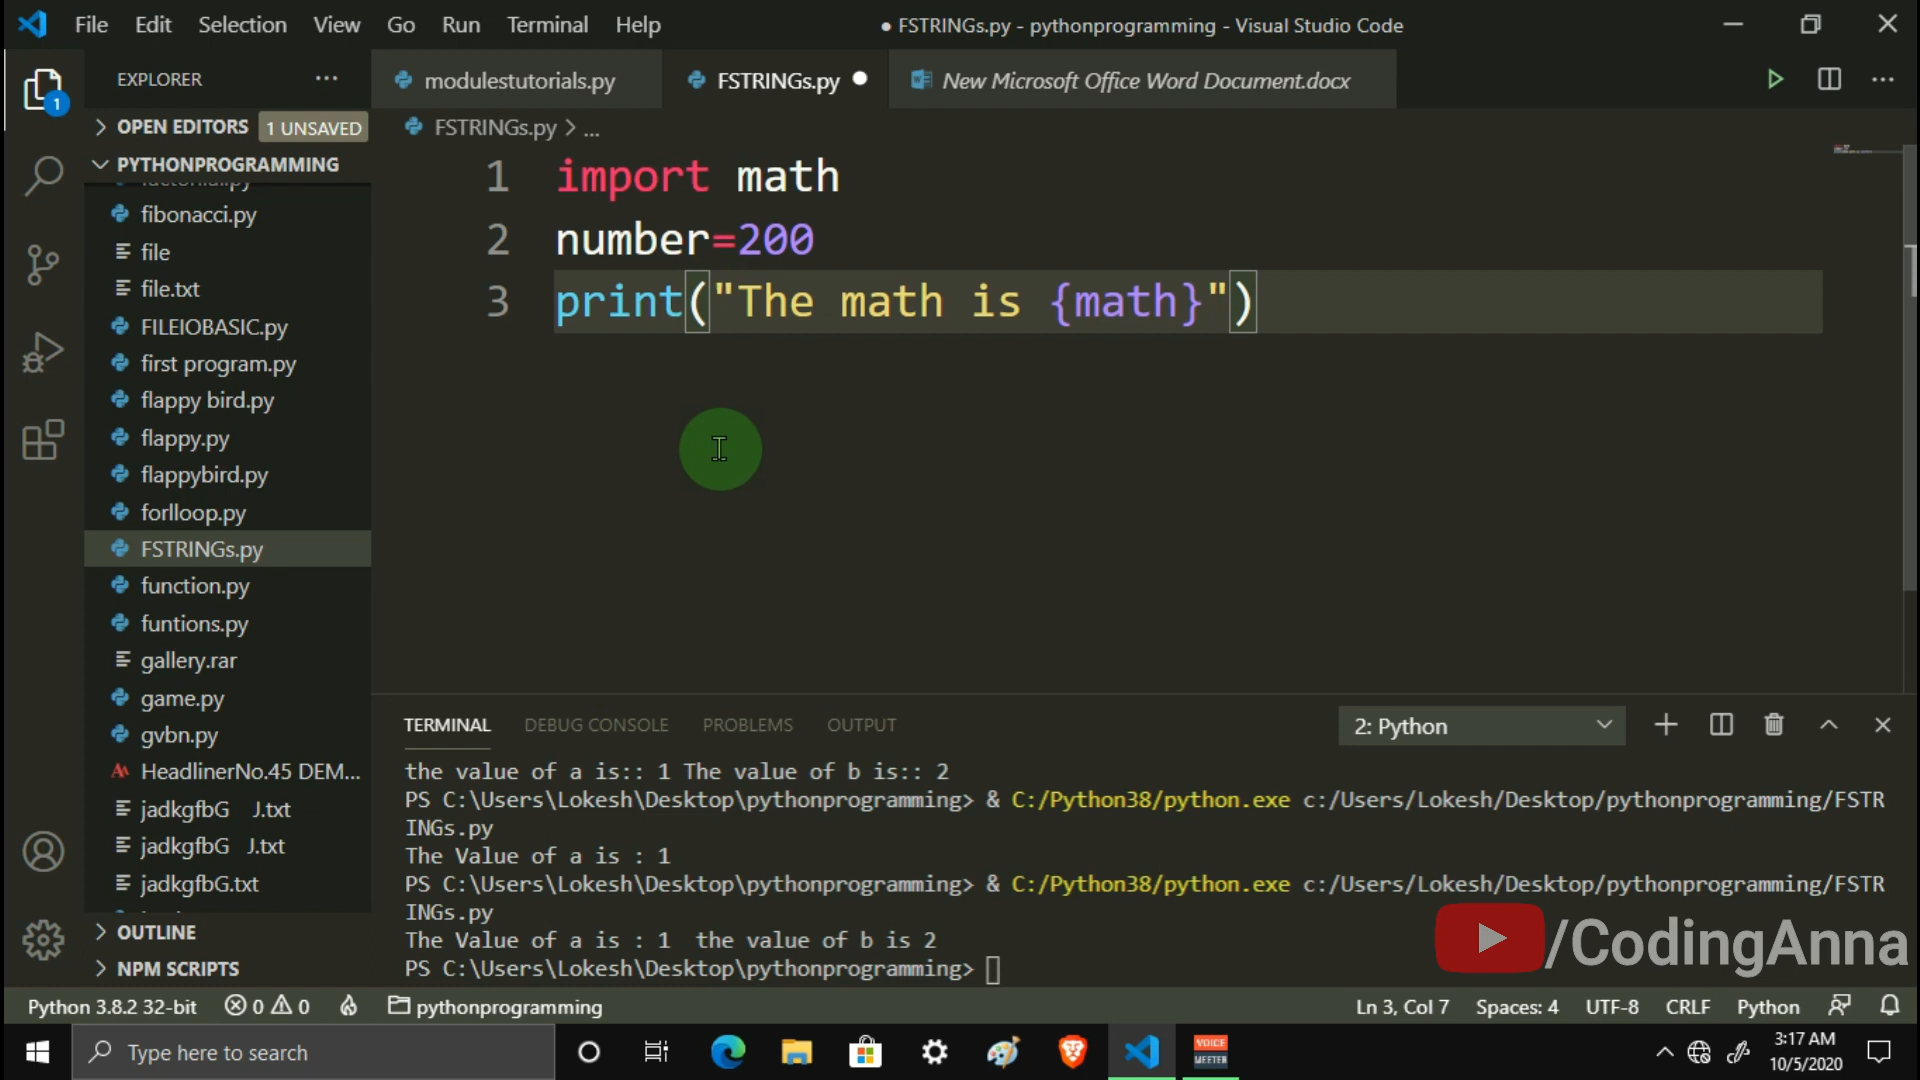 File Edit Selection View Go Run Terminal Help
● FSTRINGs.py - pythonprogramming - Visual Studio Code
EXPLORER ···
modulestutorials.py
FSTRINGs.py ●
New Microsoft Office Word Document.docx
1
OPEN EDITORS 1 UNSAVED
FSTRINGs.py > ...
PYTHONPROGRAMMING
factorial.py
fibonacci.py
file
file.txt
FILEIOBASIC.py
first program.py
flappy bird.py
flappy.py
flappybird.py
forlloop.py
FSTRINGs.py
function.py
funtions.py
gallery.rar
game.py
gvbn.py
HeadlinerNo.45 DEM...
jadkgfbG J.txt
jadkgfbG J.txt
jadkgfbG.txt
OUTLINE
NPM SCRIPTS
1 import math
2 number=200
3 print("The math is {math}")
TERMINAL DEBUG CONSOLE PROBLEMS OUTPUT 2: Python
the value of a is:: 1 The value of b is:: 2
PS C:\Users\Lokesh\Desktop\pythonprogramming> & C:/Python38/python.exe c:/Users/Lokesh/Desktop/pythonprogramming/FSTR
INGs.py
The Value of a is : 1
PS C:\Users\Lokesh\Desktop\pythonprogramming> & C:/Python38/python.exe c:/Users/Lokesh/Desktop/pythonprogramming/FSTR
INGs.py
The Value of a is : 1  the value of b is 2
PS C:\Users\Lokesh\Desktop\pythonprogramming>
/CodingAnna
Python 3.8.2 32-bit 0 0 pythonprogramming Ln 3, Col 7 Spaces: 4 UTF-8 CRLF Python
Type here to search
VOICE
MEETER
3:17 AM
10/5/2020